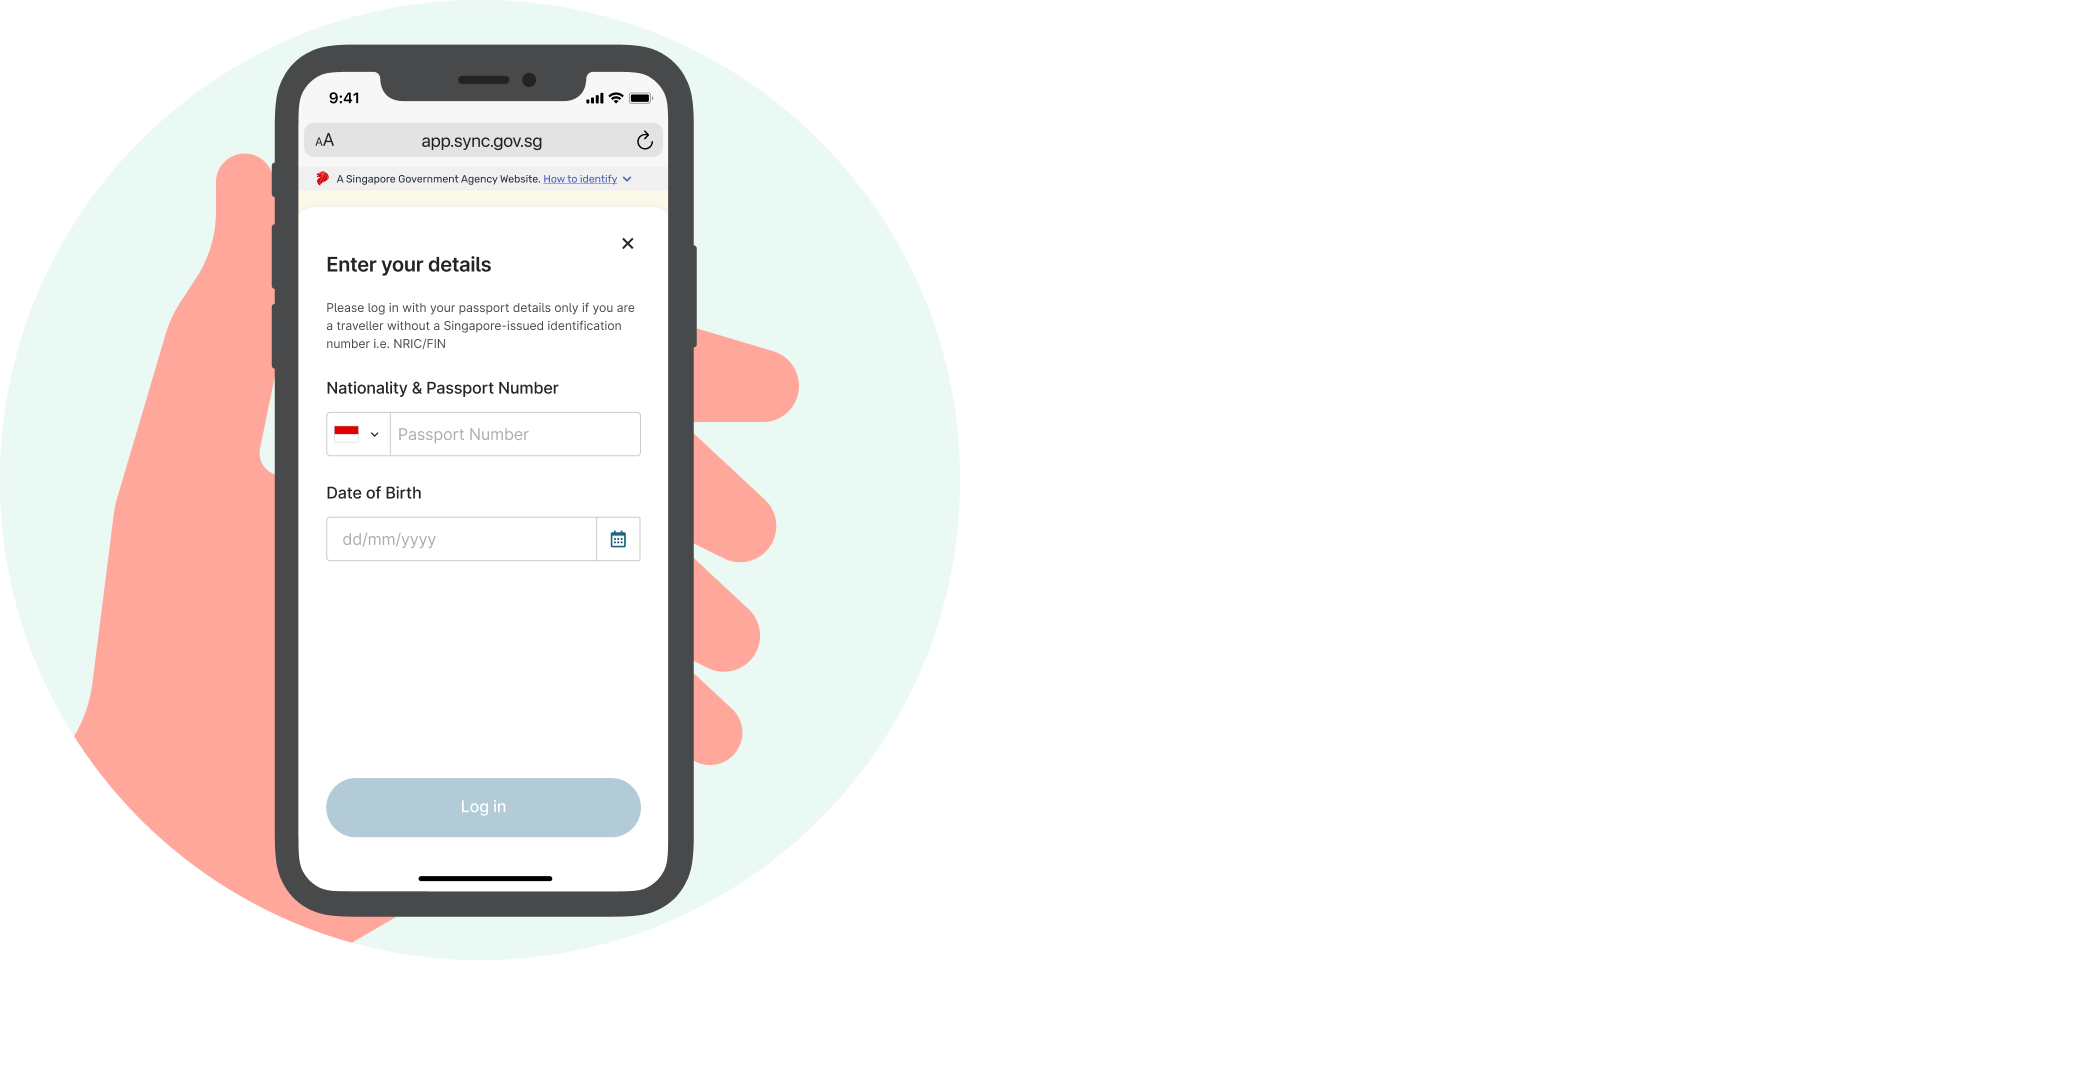 9:41
AA
app.sync.gov.sg
A Singapore Government Agency Website. How to identify
Enter your details
Please log in with your passport details only if you are
a traveller without a Singapore-issued identification
number i.e. NRIC/FIN
Nationality & Passport Number
Passport Number
Date of Birth
dd/mm/yyyy
Log in